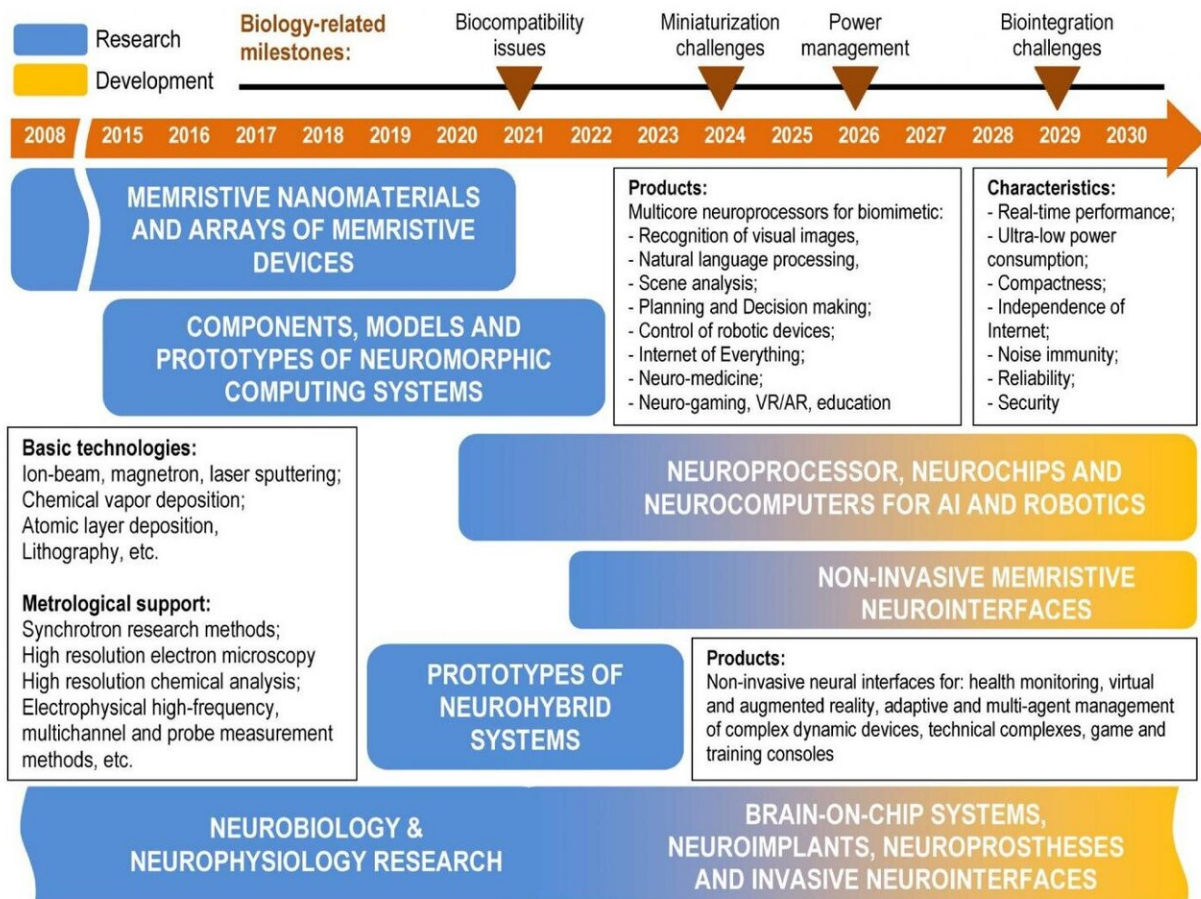 Research
Development
Biology-related
milestones:
Biocompatibility
issues
Miniaturization
challenges
Power
management
Biointegration
challenges
2008 2015 2016 2017 2018 2019 2020 2021 2022 2023 2024 2025 2026 2027 2028 2029 2030
MEMRISTIVE NANOMATERIALS
AND ARRAYS OF MEMRISTIVE
DEVICES
COMPONENTS, MODELS AND
PROTOTYPES OF NEUROMORPHIC
COMPUTING SYSTEMS
Products:
Multicore neuroprocessors for biomimetic:
- Recognition of visual images,
- Natural language processing,
- Scene analysis;
- Planning and Decision making;
- Control of robotic devices;
- Internet of Everything;
- Neuro-medicine;
- Neuro-gaming, VR/AR, education
Characteristics:
- Real-time performance;
- Ultra-low power
consumption;
- Compactness;
- Independence of
Internet;
- Noise immunity;
- Reliability;
- Security
Basic technologies:
Ion-beam, magnetron, laser sputtering;
Chemical vapor deposition;
Atomic layer deposition,
Lithography, etc.
Metrological support:
Synchrotron research methods;
High resolution electron microscopy
High resolution chemical analysis;
Electrophysical high-frequency,
multichannel and probe measurement
methods, etc.
NEUROPROCESSOR, NEUROCHIPS AND
NEUROCOMPUTERS FOR AI AND ROBOTICS
NON-INVASIVE MEMRISTIVE
NEUROINTERFACES
PROTOTYPES OF
NEUROHYBRID
SYSTEMS
Products:
Non-invasive neural interfaces for: health monitoring, virtual
and augmented reality, adaptive and multi-agent management
of complex dynamic devices, technical complexes, game and
training consoles
NEUROBIOLOGY &
NEUROPHYSIOLOGY RESEARCH
BRAIN-ON-CHIP SYSTEMS,
NEUROIMPLANTS, NEUROPROSTHESES
AND INVASIVE NEUROINTERFACES